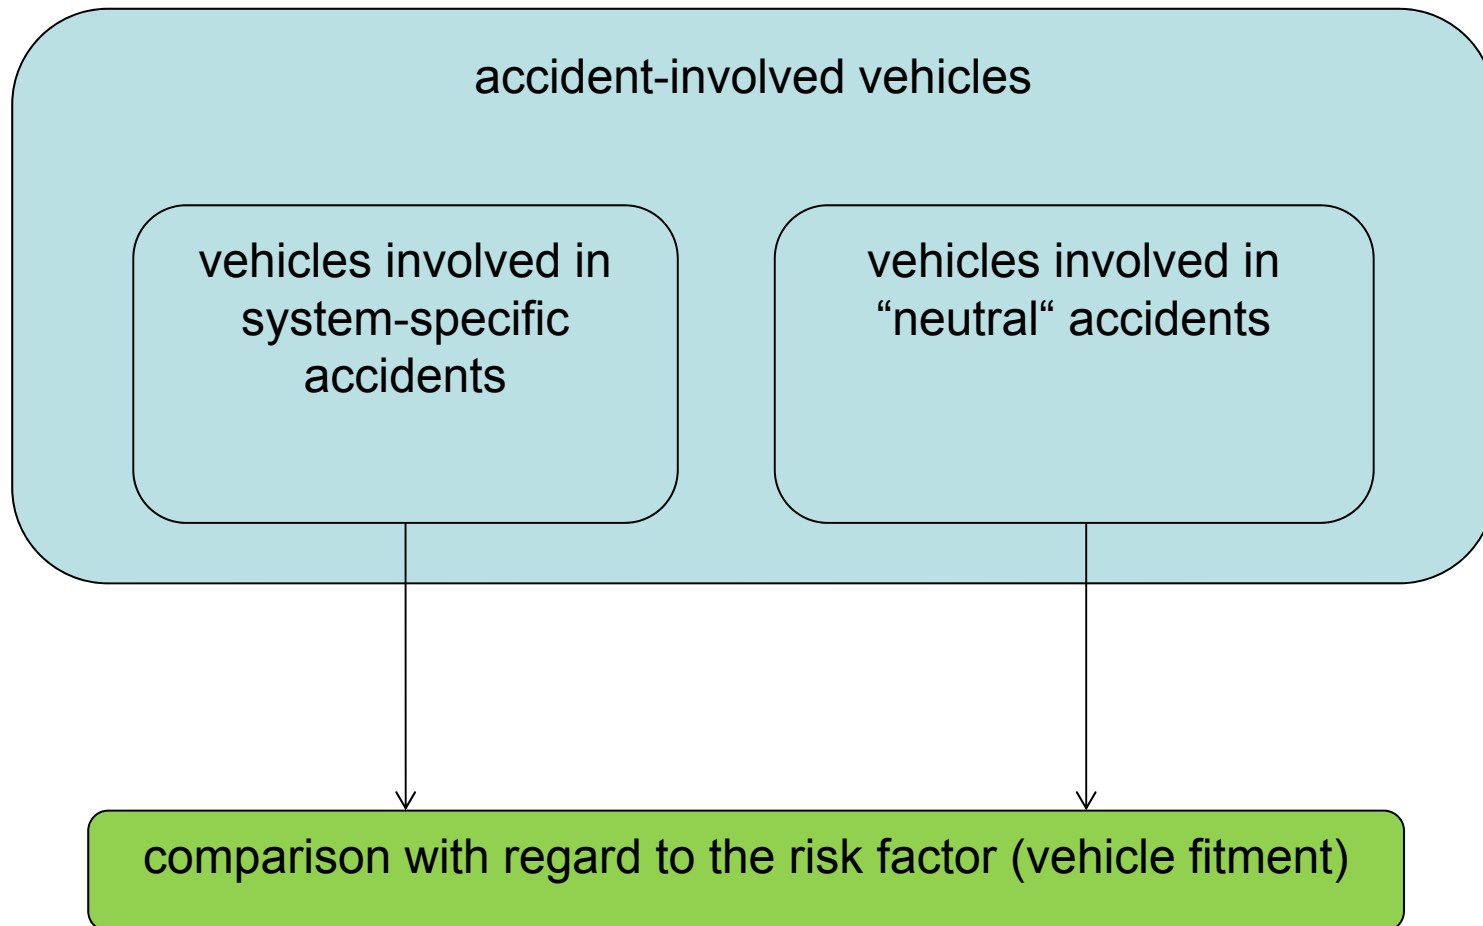 accident-involved vehicles
vehicles involved in
system-specific
accidents
vehicles involved in
“neutral“ accidents
comparison with regard to the risk factor (vehicle fitment)